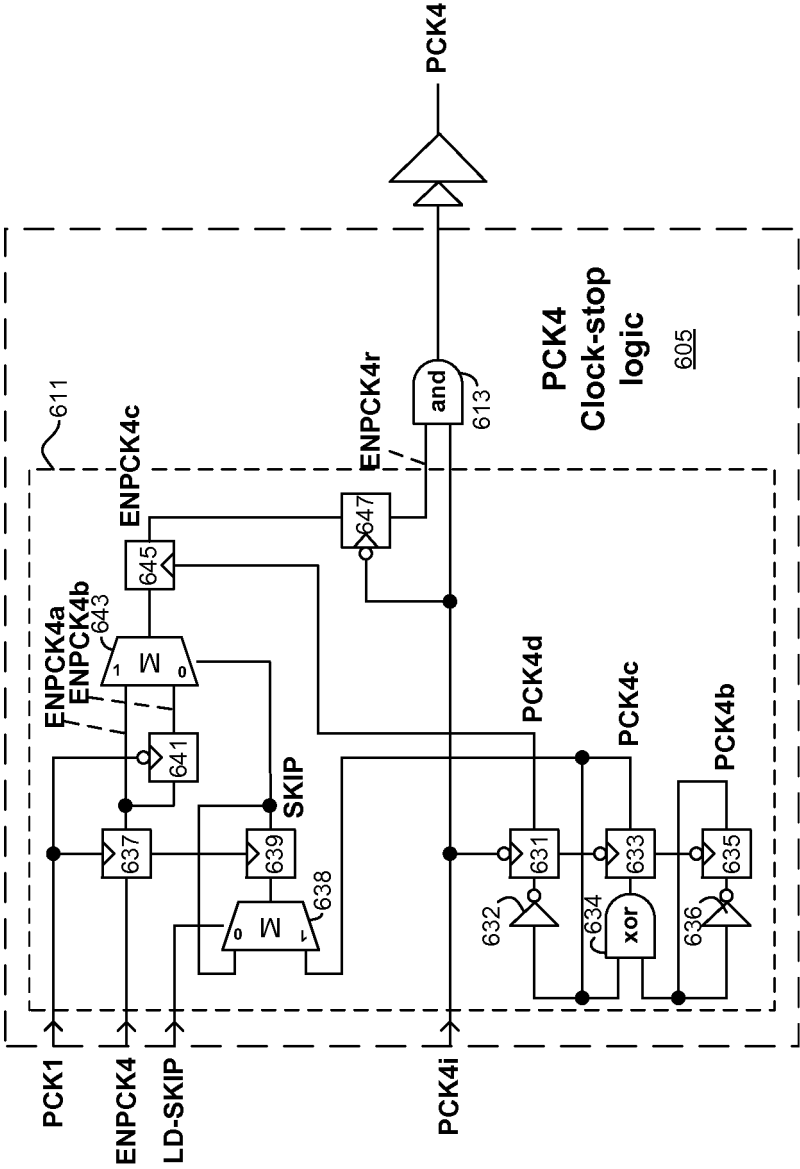 PCK1
ENPCK4
LD-SKIP
PCK4i
637
639
638
M
0
1
SKIP
641
ENPCK4a
ENPCK4b
643
1
M
0
645
ENPCK4c
611
647
ENPCK4r
and
613
PCK4
631
632
PCK4d
633
634
xor
PCK4c
635
636
PCK4b
PCK4
Clock-stop
logic
605